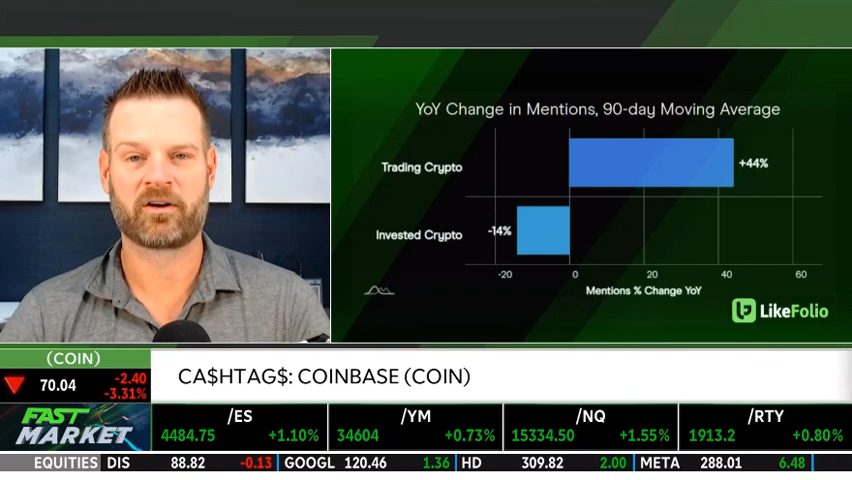 YoY Change in Mentions, 90-day Moving Average
Trading Crypto
+44%
Invested Crypto
-14%
-20 0 20 40 60
Mentions % Change YoY
LikeFolio
(COIN)
70.04 -2.40
-3.31%
CA$HTAG$: COINBASE (COIN)
FAST
MARKET
/ES /YM /NQ /RTY
4484.75 +1.10% 34604 +0.73% 15334.50 +1.55% 1913.2 +0.80%
EQUITIES DIS 88.82 -0.13 GOOGL 120.46 1.36 HD 309.82 2.00 META 288.01 6.48